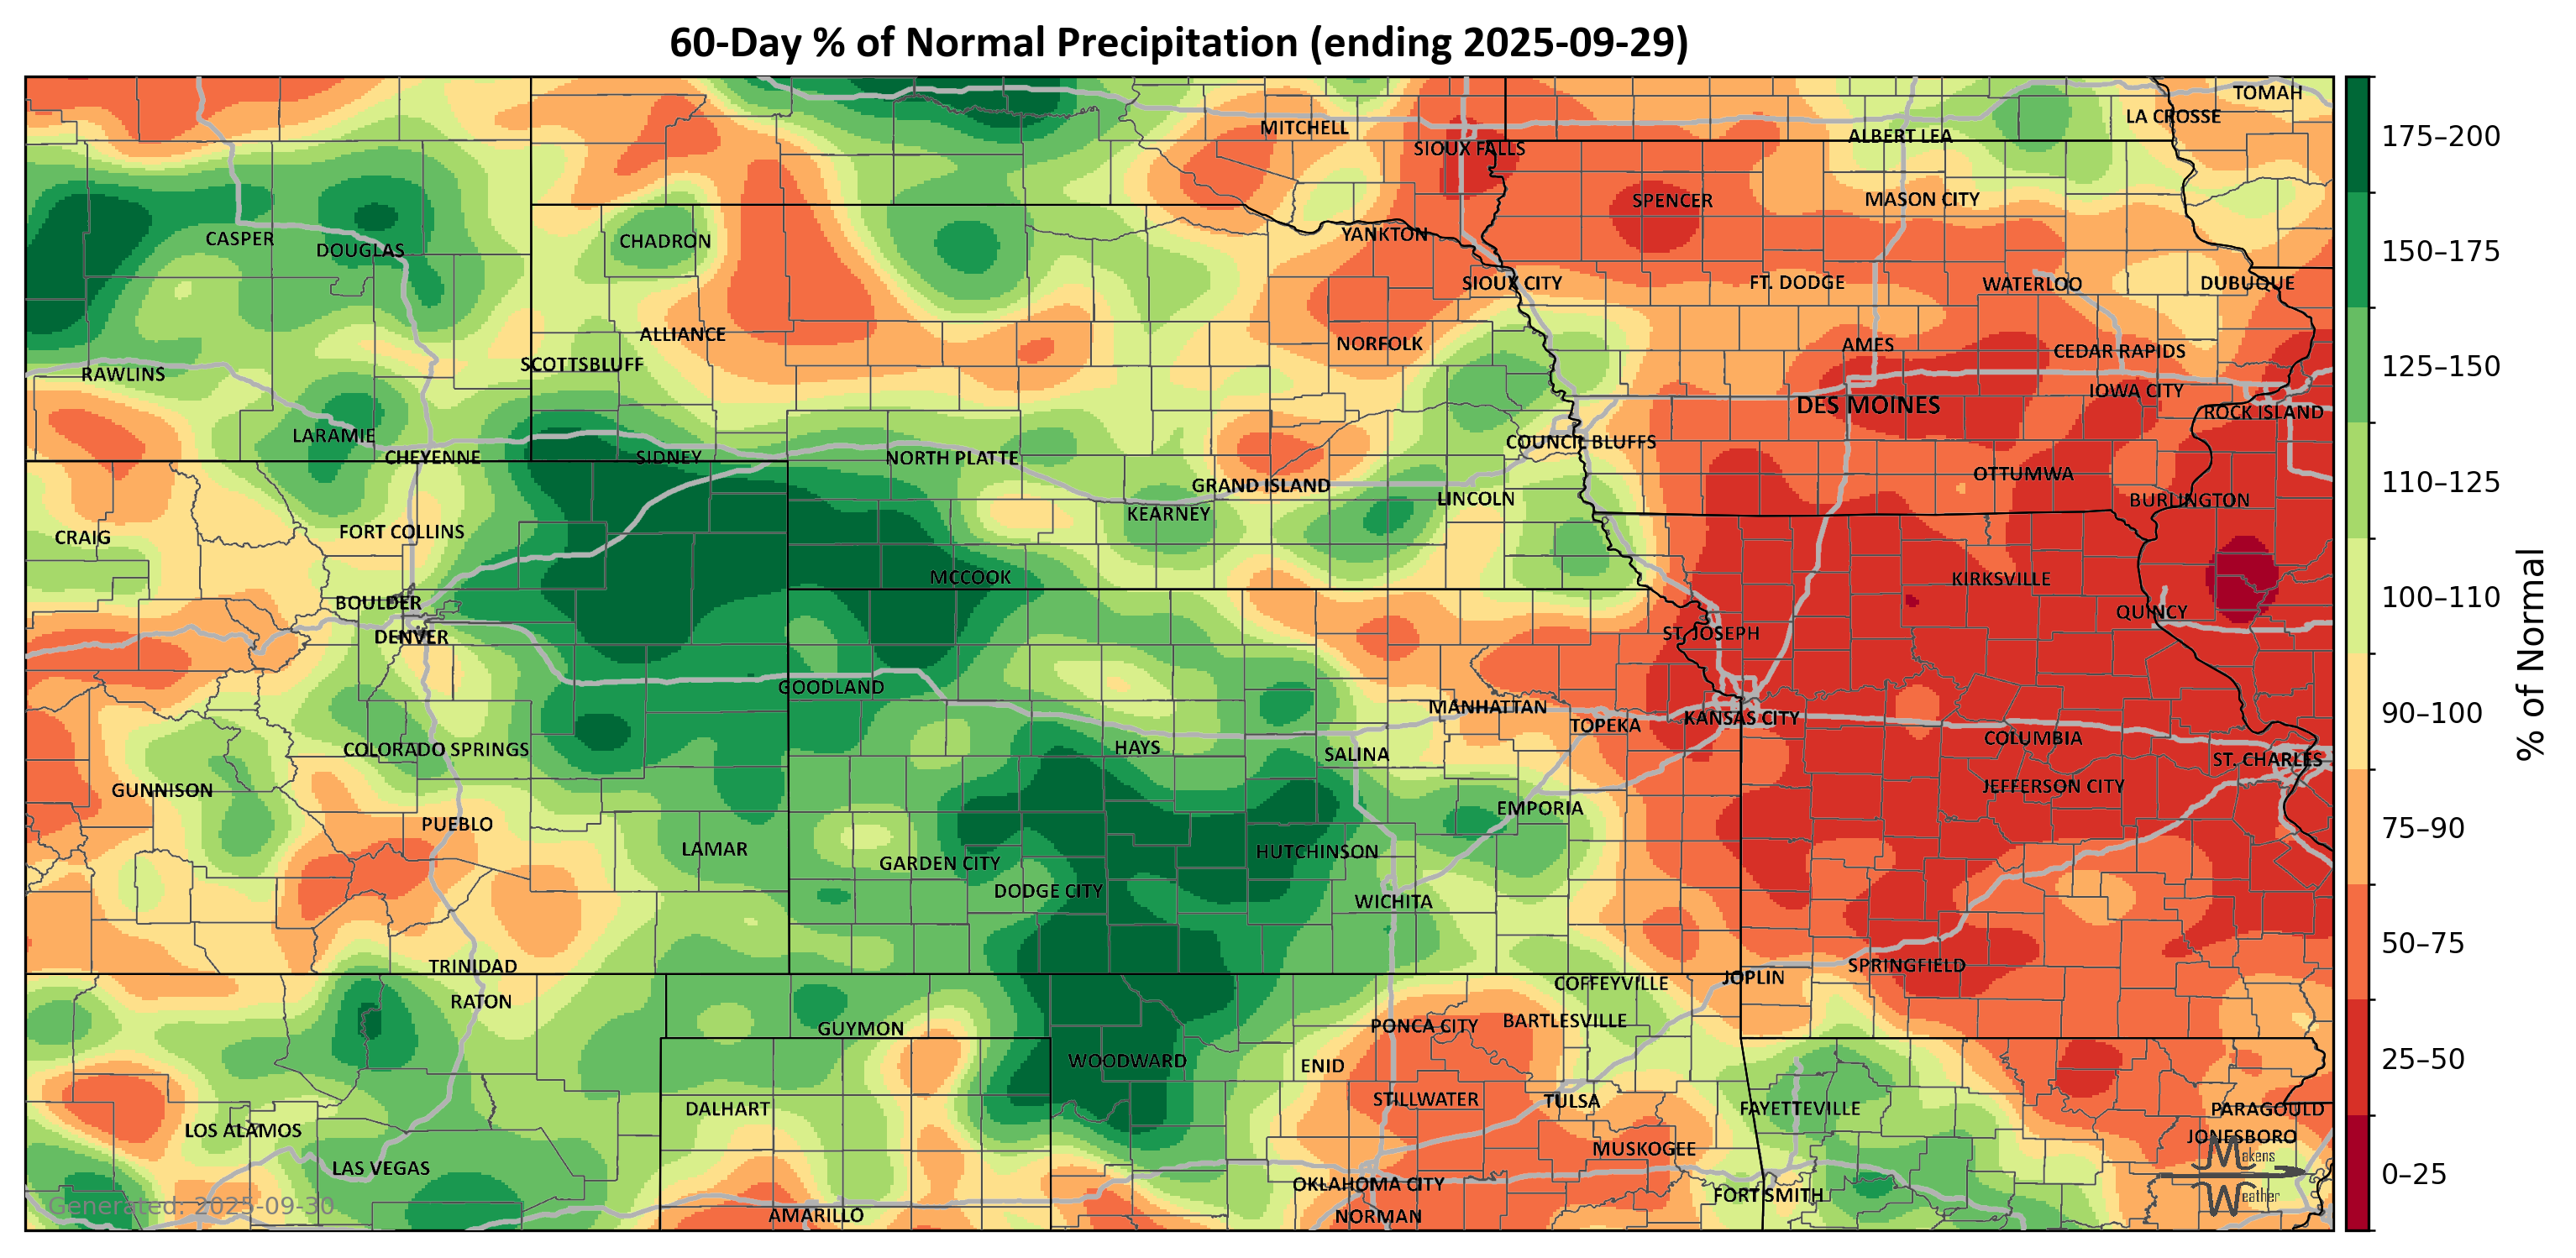 60-Day % of Normal Precipitation (ending 2025-09-29)
TOMAH
LA CROSSE
MITCHELL
ALBERT LEA
SIOUX FALLS
SPENCER
MASON CITY
YANKTON
CASPER
CHADRON
DOUGLAS
SIOUX CITY
FT. DODGE
WATERLOO
DUBUQUE
ALLIANCE
NORFOLK
AMES
CEDAR RAPIDS
SCOTTSBLUFF
RAWLINS
IOWA CITY
DES MOINES
ROCK ISLAND
LARAMIE
COUNCIL BLUFFS
CHEYENNE
SIDNEY
NORTH PLATTE
OTTUMWA
GRAND ISLAND
LINCOLN
BURLINGTON
KEARNEY
FORT COLLINS
CRAIG
MCCOOK
KIRKSVILLE
BOULDER
QUINCY
DENVER
ST. JOSEPH
GOODLAND
MANHATTAN
TOPEKA
KANSAS CITY
COLUMBIA
COLORADO SPRINGS
HAYS
SALINA
ST. CHARLES
GUNNISON
JEFFERSON CITY
EMPORIA
PUEBLO
LAMAR
GARDEN CITY
HUTCHINSON
DODGE CITY
WICHITA
TRINIDAD
SPRINGFIELD
JOPLIN
COFFEYVILLE
RATON
GUYMON
PONCA CITY
BARTLESVILLE
WOODWARD
ENID
STILLWATER
TULSA
DALHART
FAYETTEVILLE
PARAGOULD
LOS ALAMOS
JONESBORO
MUSKOGEE
LAS VEGAS
OKLAHOMA CITY
FORT SMITH
AMARILLO
NORMAN
Generated: 2025-09-30
Makens
Weather
175–200
150–175
125–150
110–125
100–110
90–100
75–90
50–75
25–50
0–25
% of Normal